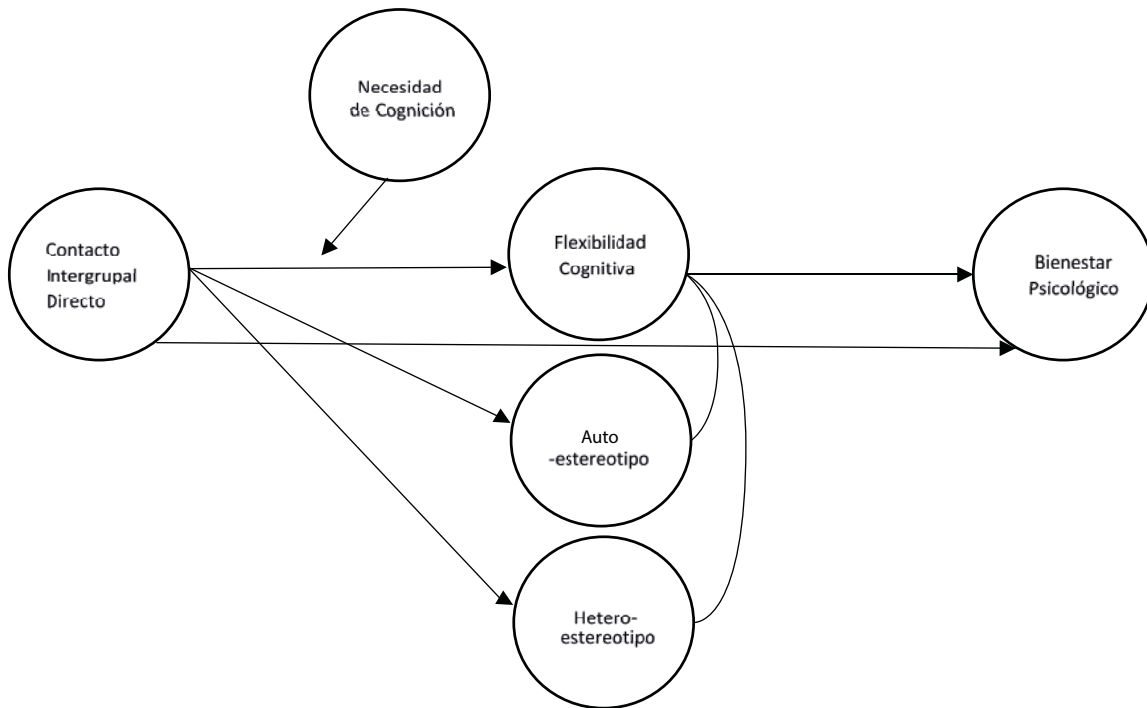 Necesidad
de Cognición
Contacto
Intergrupal
Directo
Flexibilidad
Cognitiva
Bienestar
Psicológico
Auto
-estereotipo
Hetero-
estereotipo